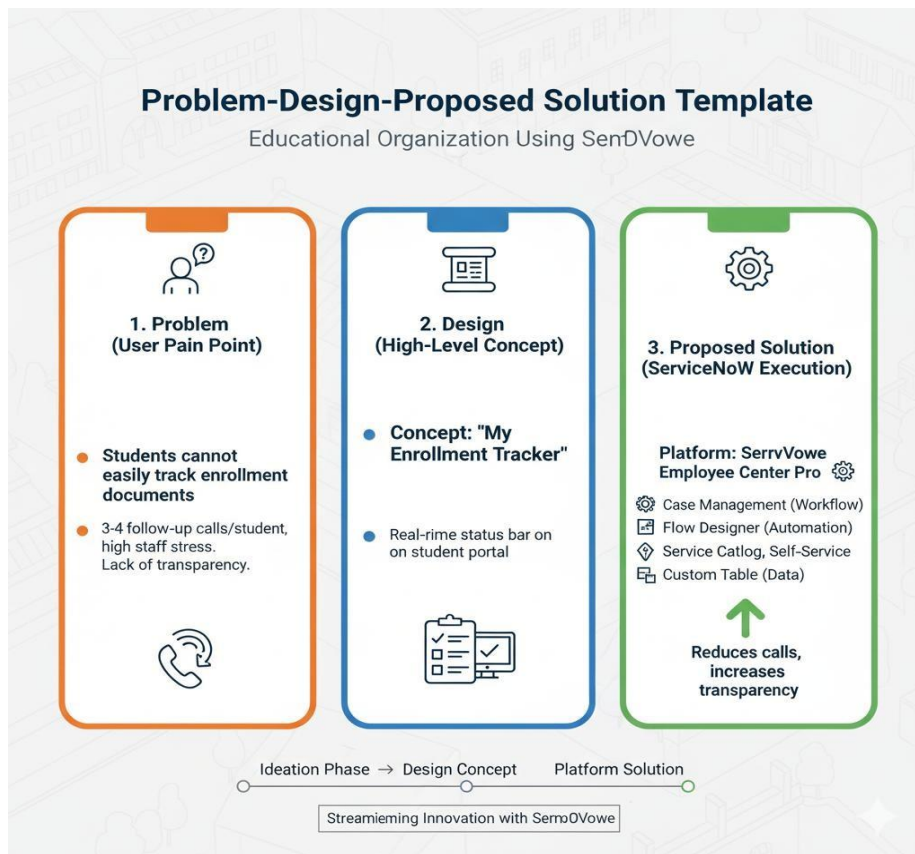 Problem-Design-Proposed Solution Template
Educational Organization Using SemDVowe
1. Problem
(User Pain Point)
Students cannot
easily track enrollment
documents
3-4 follow-up calls/student,
high staff stress.
Lack of transparency.
2. Design
(High-Level Concept)
Concept: "My
Enrollment Tracker"
Real-rime status bar on
on student portal
3. Proposed Solution
(ServiceNoW Execution)
Platform: SerrvVowe
Employee Center Pro
Case Management (Workflow)
Flow Designer (Automation)
Service Catlog, Self-Service
Custom Table (Data)
Reduces calls,
increases
transparency
Ideation Phase → Design Concept Platform Solution
Streamieming Innovation with SemoOVowe